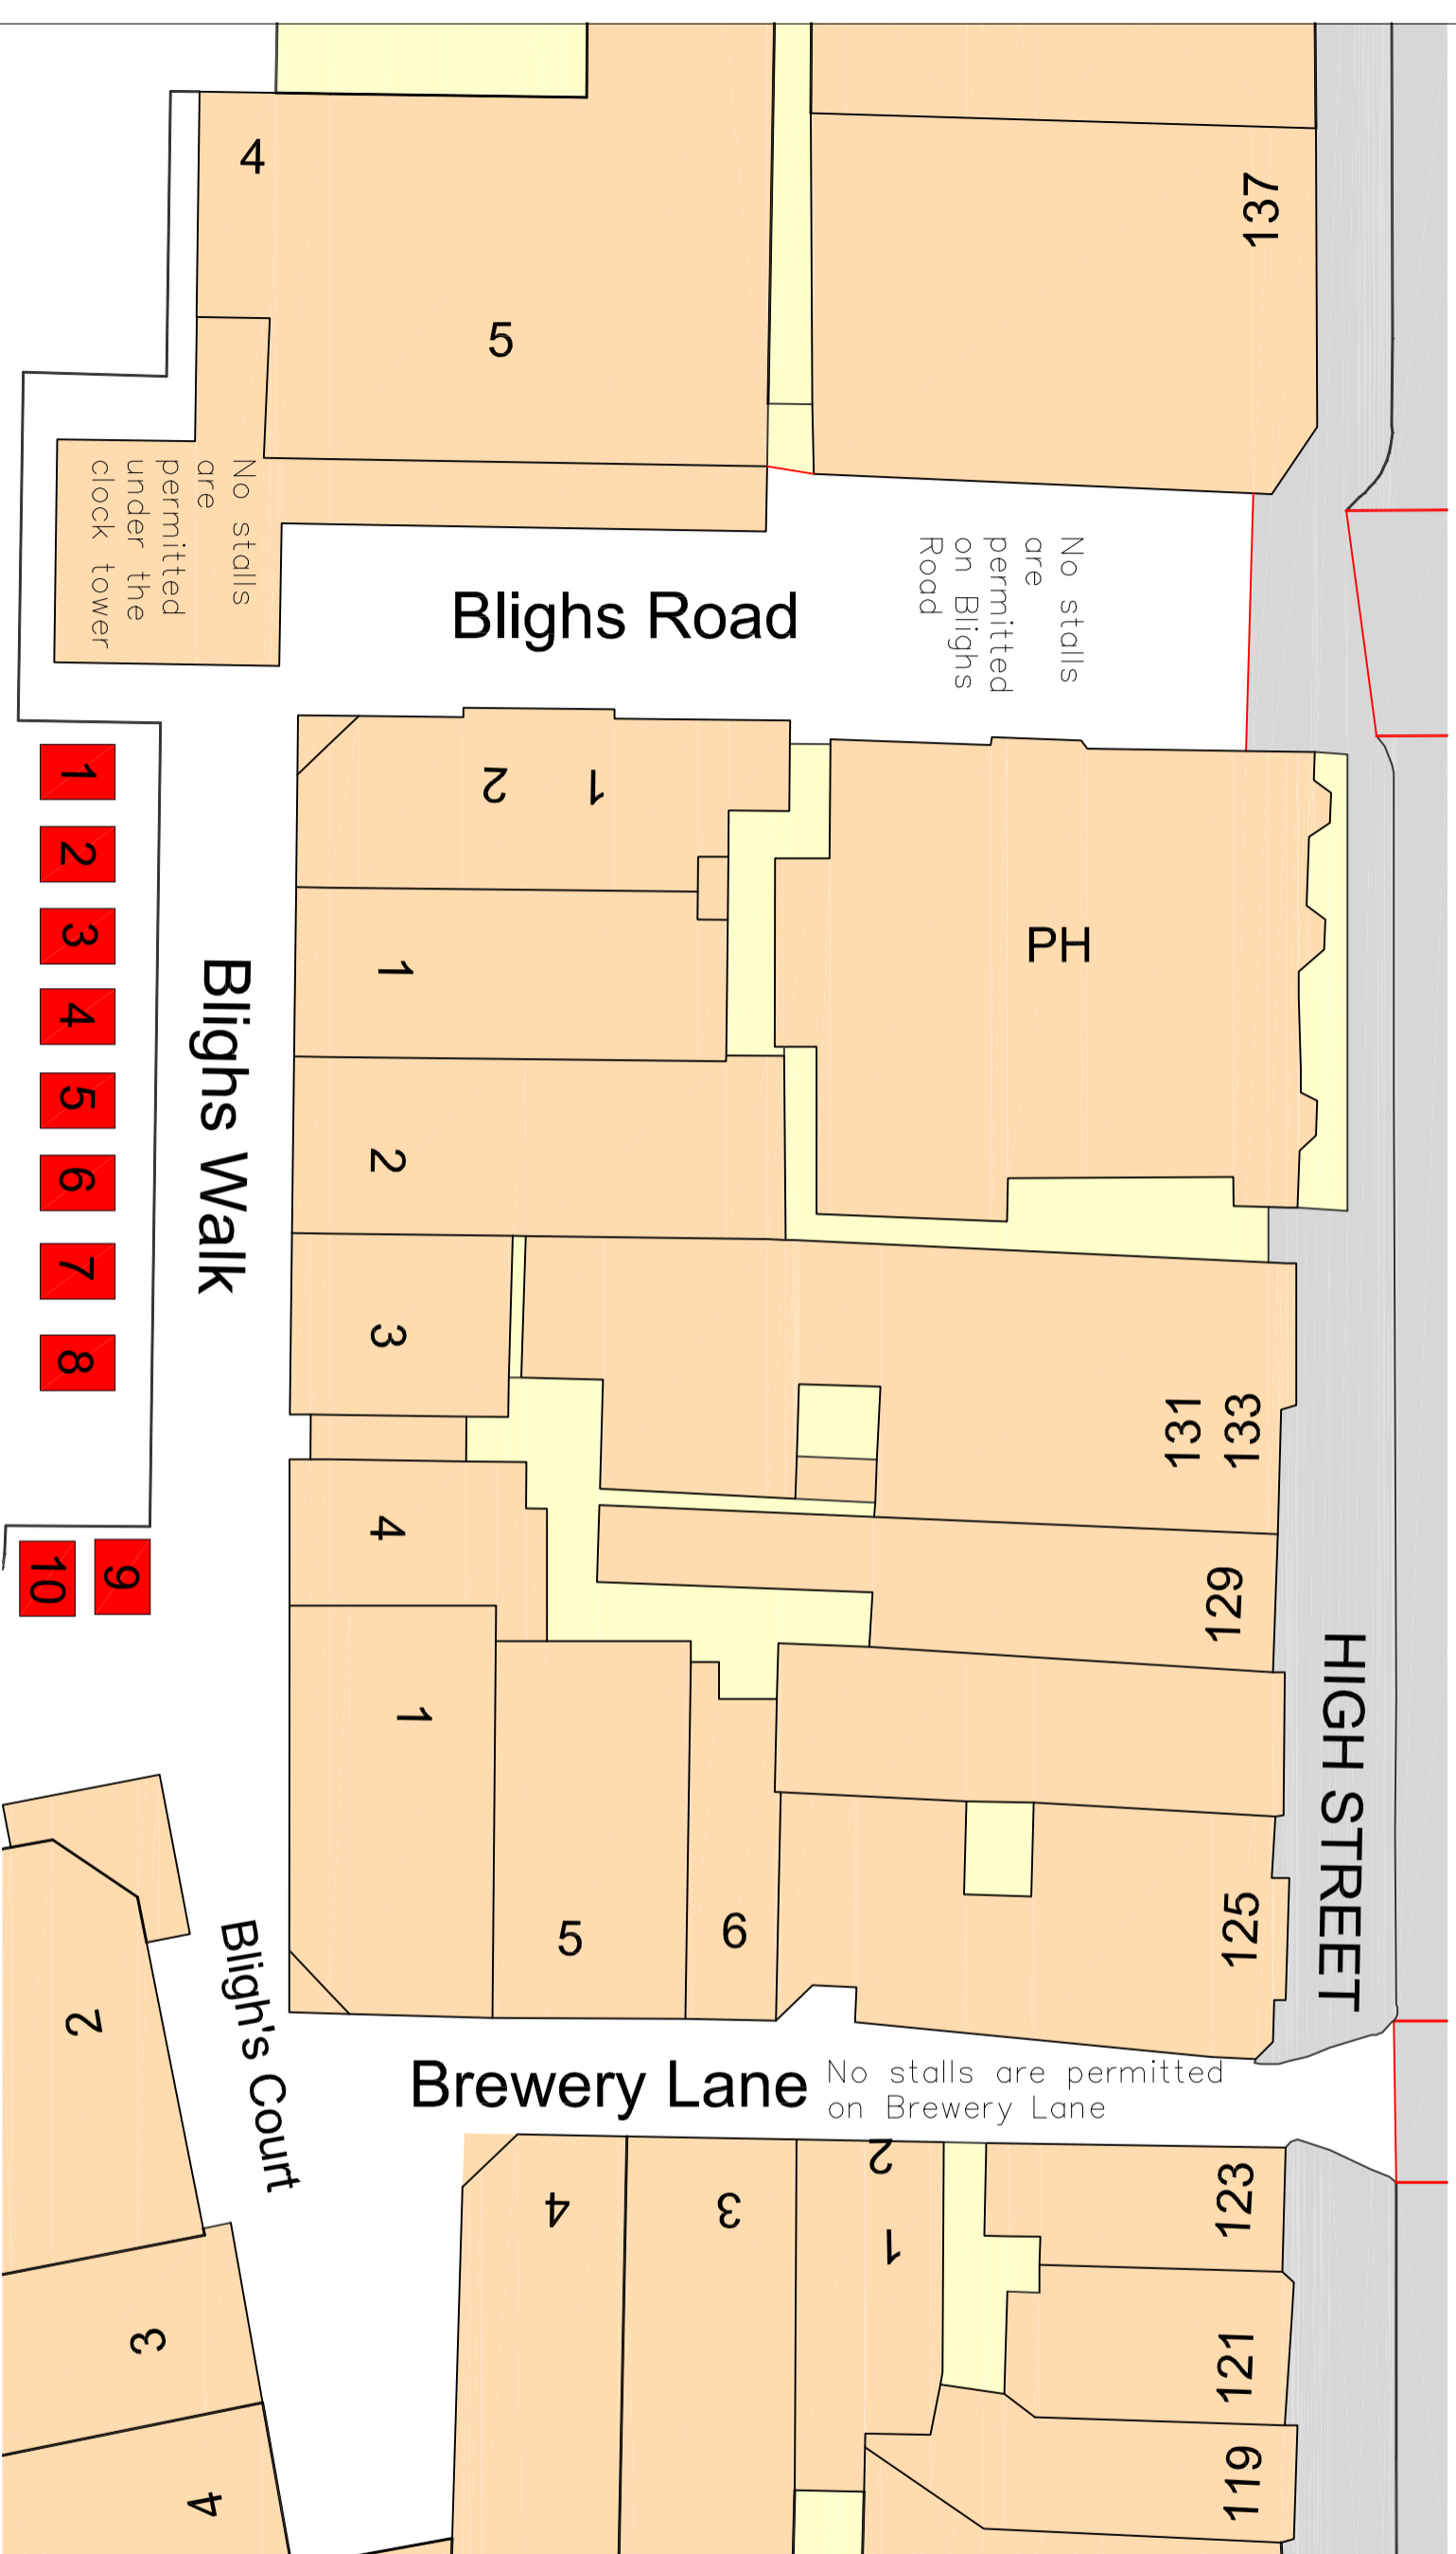 4
137
5
No stalls
are
permitted
under the
clock tower
Blighs Road
No stalls
are
permitted
on Blighs
Road
1
2
3
4
5
6
7
8
9
10
2
1
PH
1
Blighs Walk
2
3
131
133
4
129
HIGH STREET
1
5
6
125
2
Bligh's Court
Brewery Lane
No stalls are permitted
on Brewery Lane
2
1
4
3
123
121
3
119
4